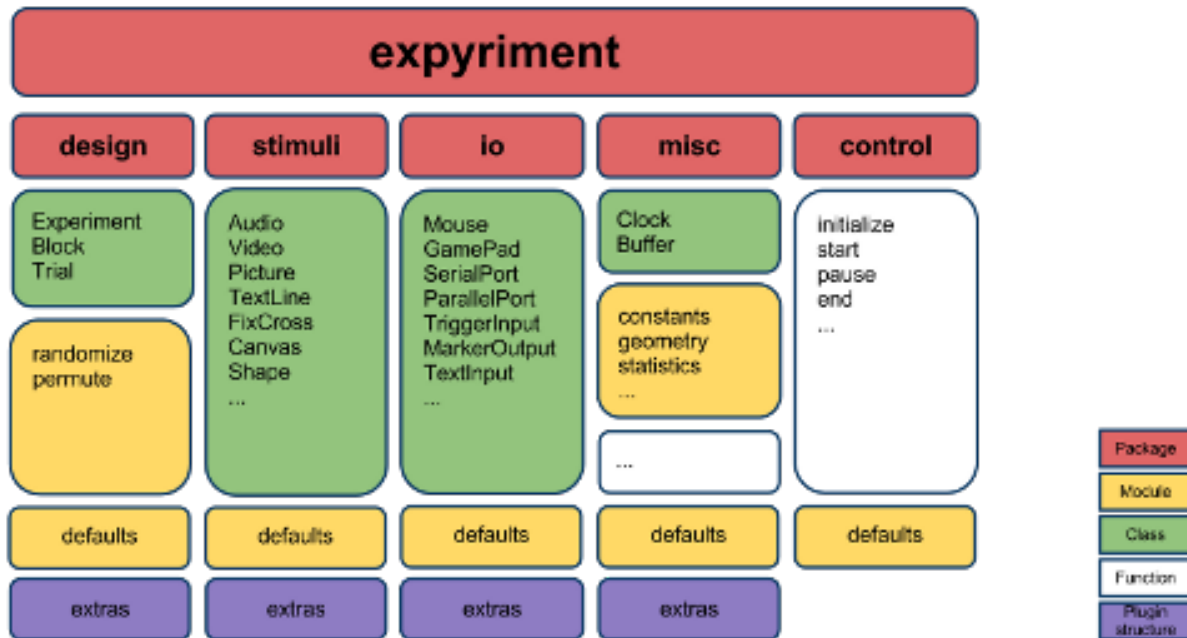 expyriment
design
stimuli
io
misc
control
Experiment
Block
Trial
randomize
permute
Audio
Video
Picture
TextLine
FixCross
Canvas
Shape
...
Mouse
GamePad
SerialPort
ParallelPort
TriggerInput
MarkerOutput
TextInput
...
Clock
Buffer
constants
geometry
statistics
...
...
initialize
start
pause
end
...
defaults
defaults
defaults
defaults
defaults
extras
extras
extras
extras
Package
Module
Class
Function
Plugin
structure